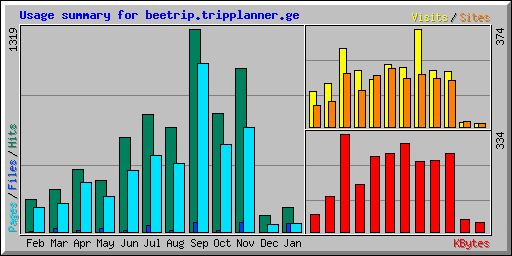 Usage summary for beetrip.tripplanner.ge
Visits/Sites
1319
374
Pages/Files/Hits
334
Feb Mar Apr May Jun Jul Aug Sep Oct Nov Dec Jan
KBytes